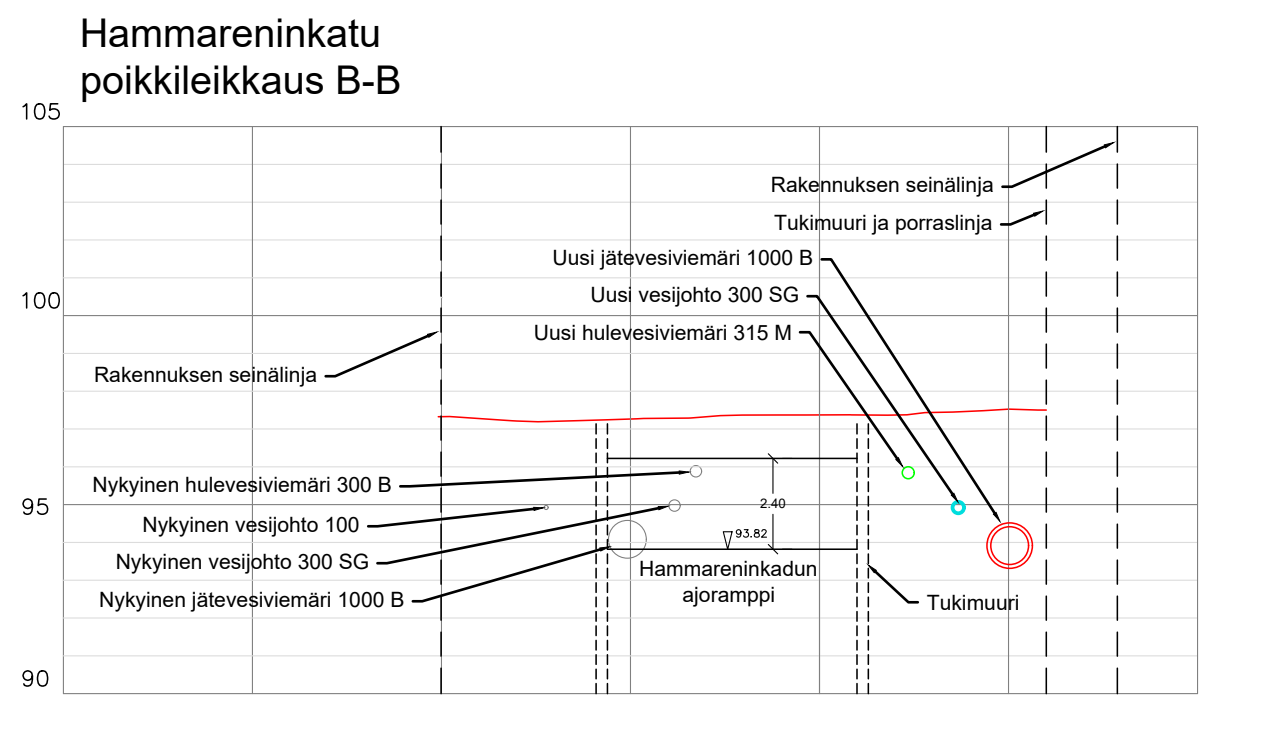 Hammareninkatu
poikkileikkaus B-B
105
Rakennuksen seinälinja
Tukimuuri ja porraslinja
Uusi jätevesiviemäri 1000 B
Uusi vesijohto 300 SG
100
Uusi hulevesiviemäri 315 M
Rakennuksen seinälinja
Nykyinen hulevesiviemäri 300 B
95
2.40
Nykyinen vesijohto 100
93.82
Nykyinen vesijohto 300 SG
Hammareninkadun
ajoramppi
Nykyinen jätevesiviemäri 1000 B
Tukimuuri
90